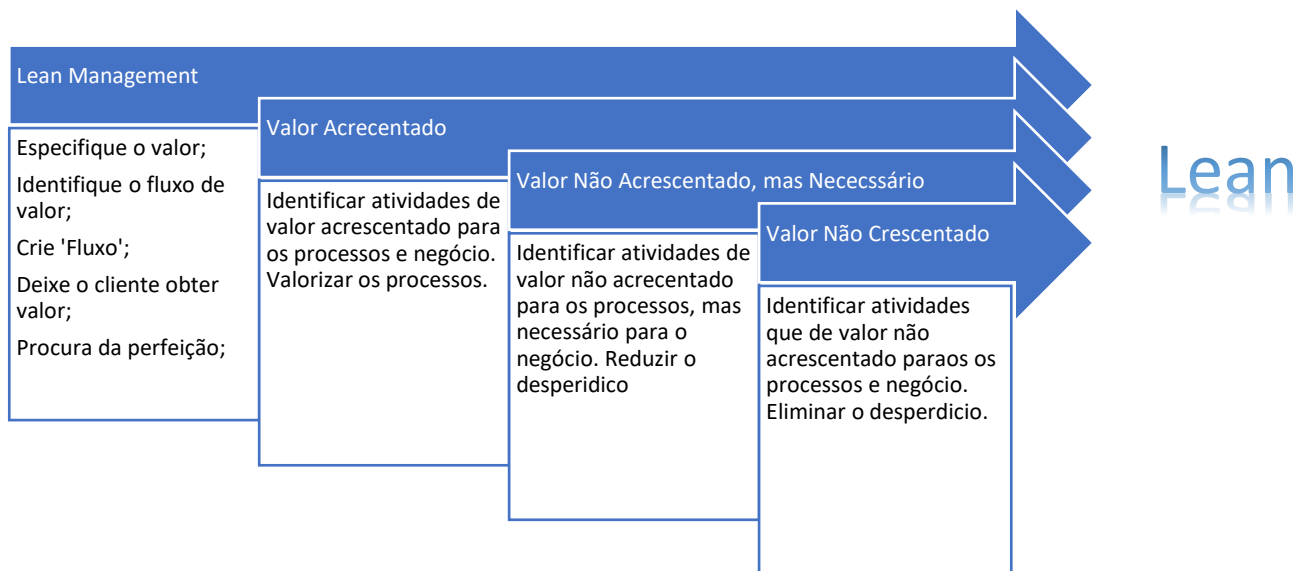 Lean Management
Especifique o valor;
Identifique o fluxo de
valor;
Crie 'Fluxo';
Deixe o cliente obter
valor;
Procura da perfeição;
Valor Acrecentado
Identificar atividades de
valor acrescentado para
os processos e negócio.
Valorizar os processos.
Valor Não Acrescentado, mas Nececssário
Identificar atividades de
valor não acrecentado
para os processos, mas
necessário para o
negócio. Reduzir o
desperidico
Valor Não Crescentado
Identificar atividades
que de valor não
acrescentado paraos os
processos e negócio.
Eliminar o desperdicio.
Lean